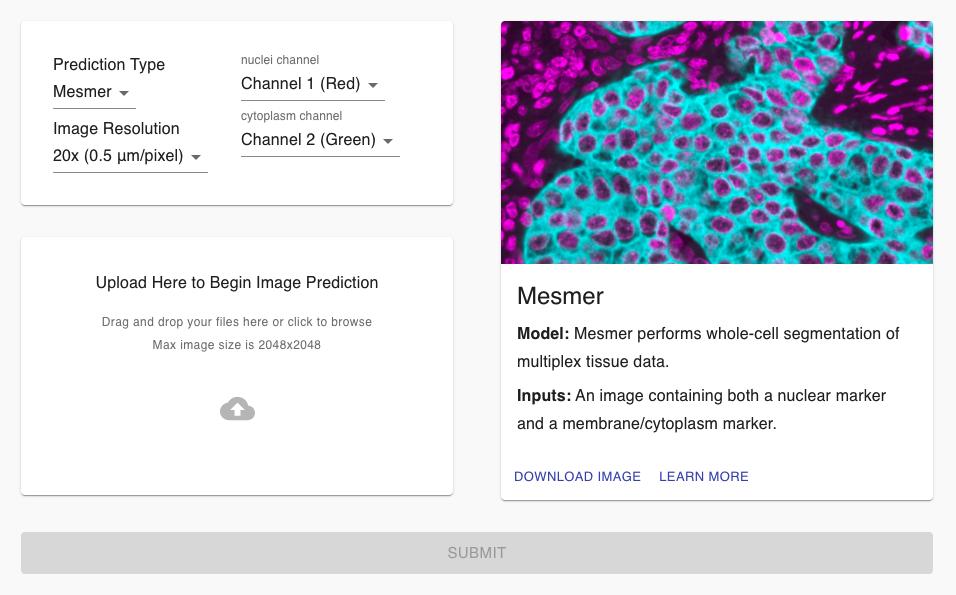 Prediction Type
Mesmer
Image Resolution
20x (0.5 μm/pixel)
nuclei channel
Channel 1 (Red)
cytoplasm channel
Channel 2 (Green)
Upload Here to Begin Image Prediction
Drag and drop your files here or click to browse
Max image size is 2048x2048
Mesmer
Model: Mesmer performs whole-cell segmentation of
multiplex tissue data.
Inputs: An image containing both a nuclear marker
and a membrane/cytoplasm marker.
DOWNLOAD IMAGE LEARN MORE
SUBMIT